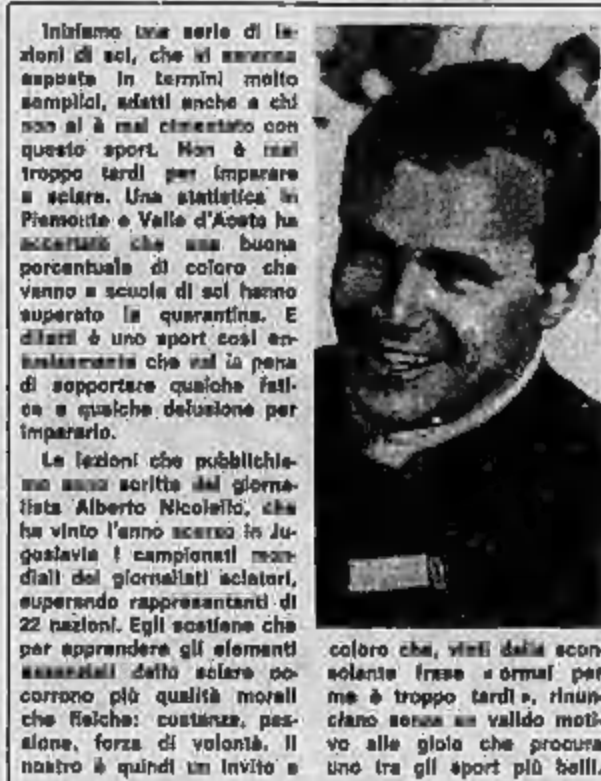 Iniziamo una serie di le-
zioni di sci, che vi saranno
esposte in termini molto
semplici, adatti anche a chi
non si è mai cimentato con
questo sport. Non è mai
troppo tardi per imparare
a sciare. Una statistica in
Piemonte e Valle d'Aosta ha
accertato che una buona
porcentuale di coloro che
vanno a scuola di sci hanno
superato la quarantina. E
difatti è uno sport così en-
tusiasmante che val la pena
di sopportare qualche fati-
ca e qualche delusione per
impararlo.
Le lezioni che pubblichia-
mo sono scritte dal giorna-
lista Alberto Nicolello, che
ha vinto l'anno scorso in Ju-
goslavia i campionati mon-
diali dei giornalisti sciatori,
superando rappresentanti di
22 nazioni. Egli sostiene che
per apprendere gli elementi
essenziali dello sciare oc-
corrono più qualità morali
che fisiche: costanza, pas-
sione, forza di volontà. Il
nostro è quindi un invito a
coloro che, vinti dalla scon-
solante frase « ormai per
me è troppo tardi », rinun-
ciano senza un valido moti-
vo alle gioie che procura
uno tra gli sport più belli.